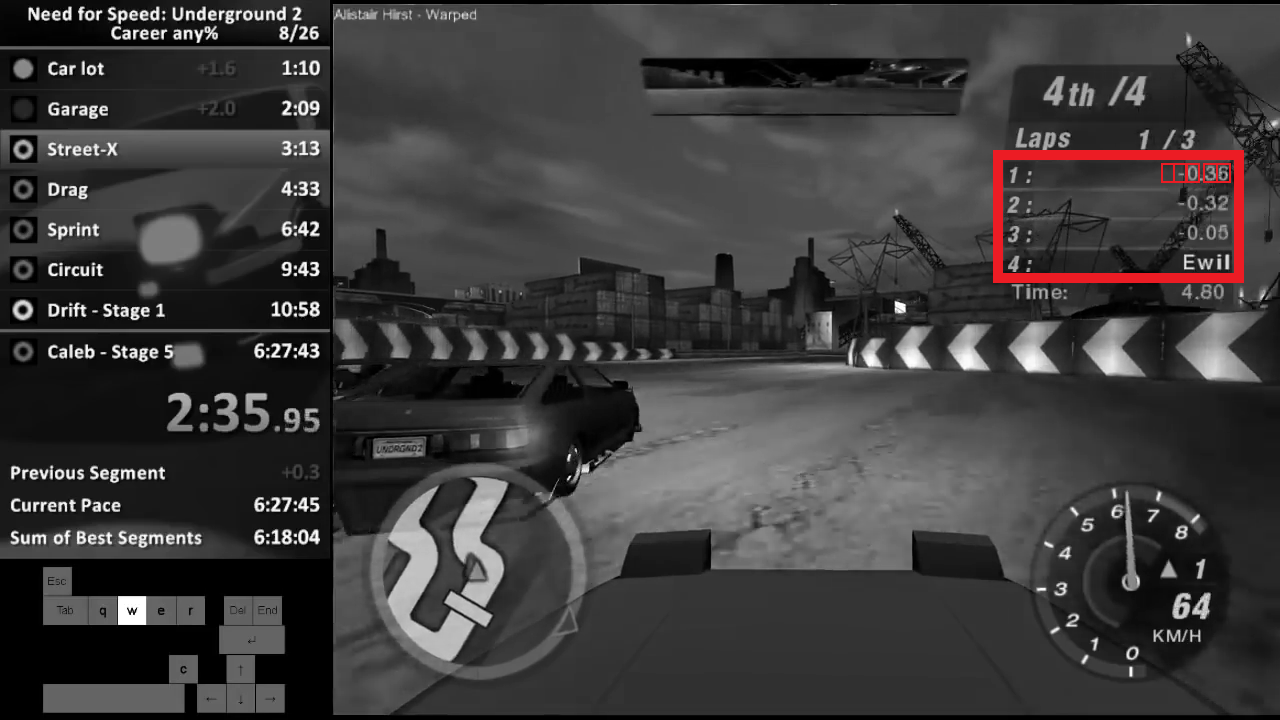 Need for Speed: Underground 2
Career any% 8/26
Car lot +1.6 1:10
Garage +2.0 2:09
Street-X 3:13
Drag 4:33
Sprint 6:42
Circuit 9:43
Drift - Stage 1 10:58
Caleb - Stage 5 6:27:43
2:35.95
Previous Segment +0.3
Current Pace 6:27:45
Sum of Best Segments 6:18:04
Esc
Tab q w e r Del End
↵
c ↑
← ↓ →
Alistair Hirst - Warped
4th /4
Laps 1 / 3
1 : -0.36
2 : -0.32
3 : -0.05
4 : Ewil
Time: 4.80
UNDRGND2
0 1 2 3 4 5 6 7 8
1
64
KM/H